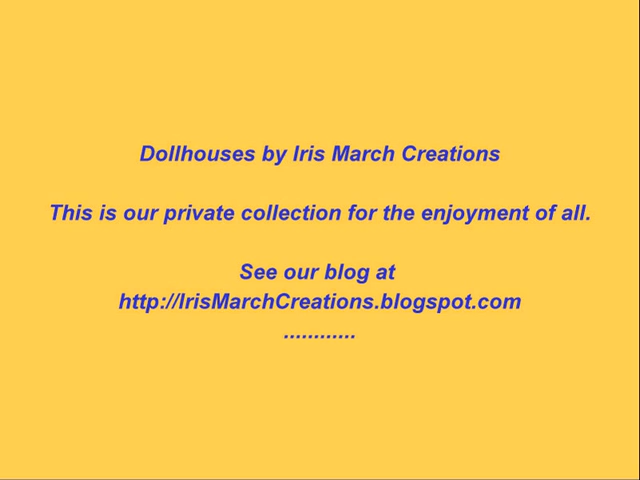 Dollhouses by Iris March Creations
This is our private collection for the enjoyment of all.
See our blog at
http://IrisMarchCreations.blogspot.com
............